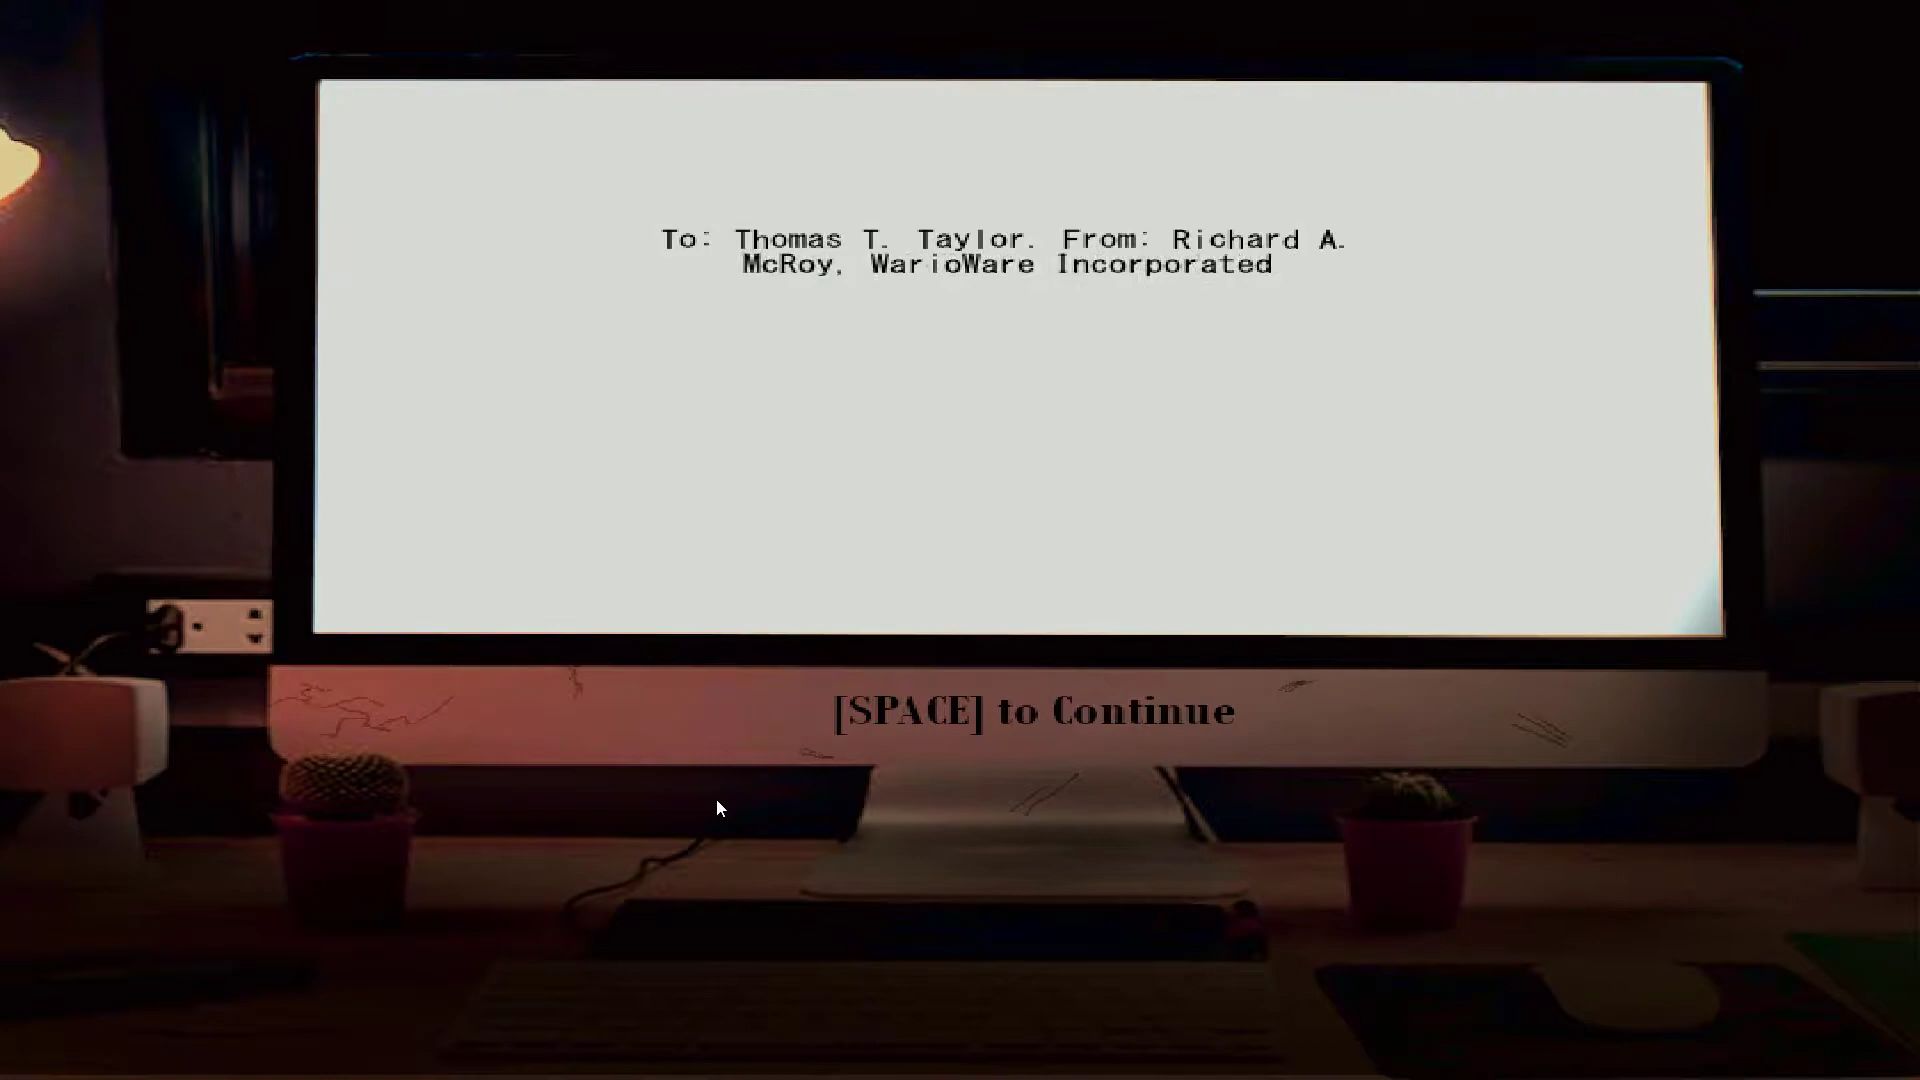 To: Thomas T. Taylor. From: Richard A.
McRoy, WarioWare Incorporated
[SPACE] to Continue